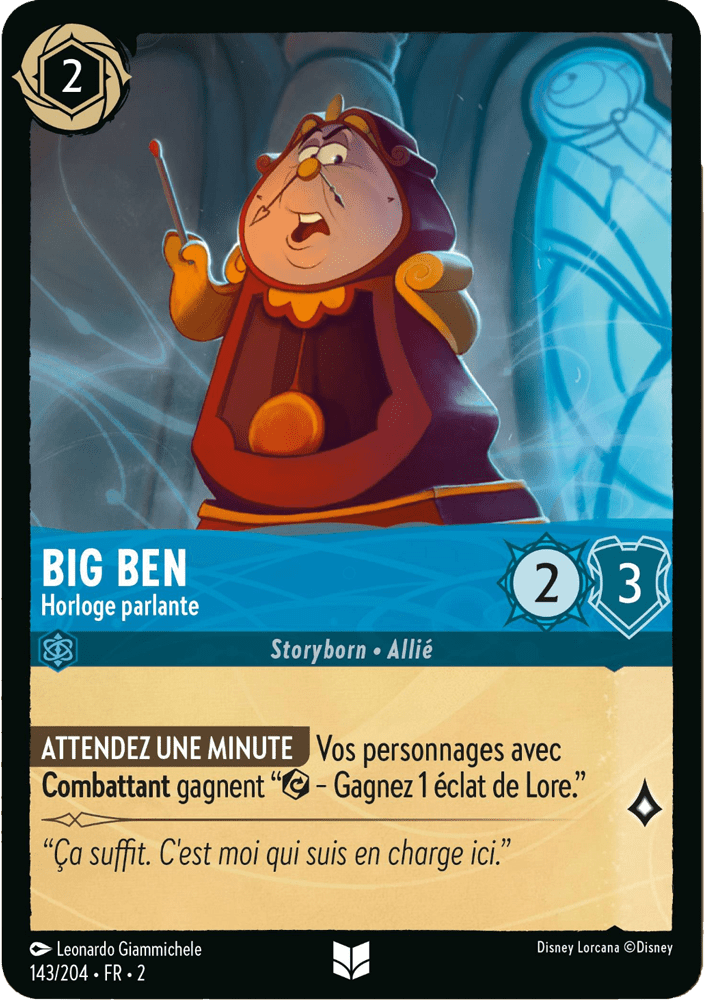 2
BIG BEN
Horloge parlante
2
3
Storyborn • Allié
ATTENDEZ UNE MINUTE Vos personnages avec
Combattant gagnent “ – Gagnez 1 éclat de Lore.”
“Ça suffit. C'est moi qui suis en charge ici.”
Leonardo Giammichele
Disney Lorcana ©Disney
143/204 • FR • 2